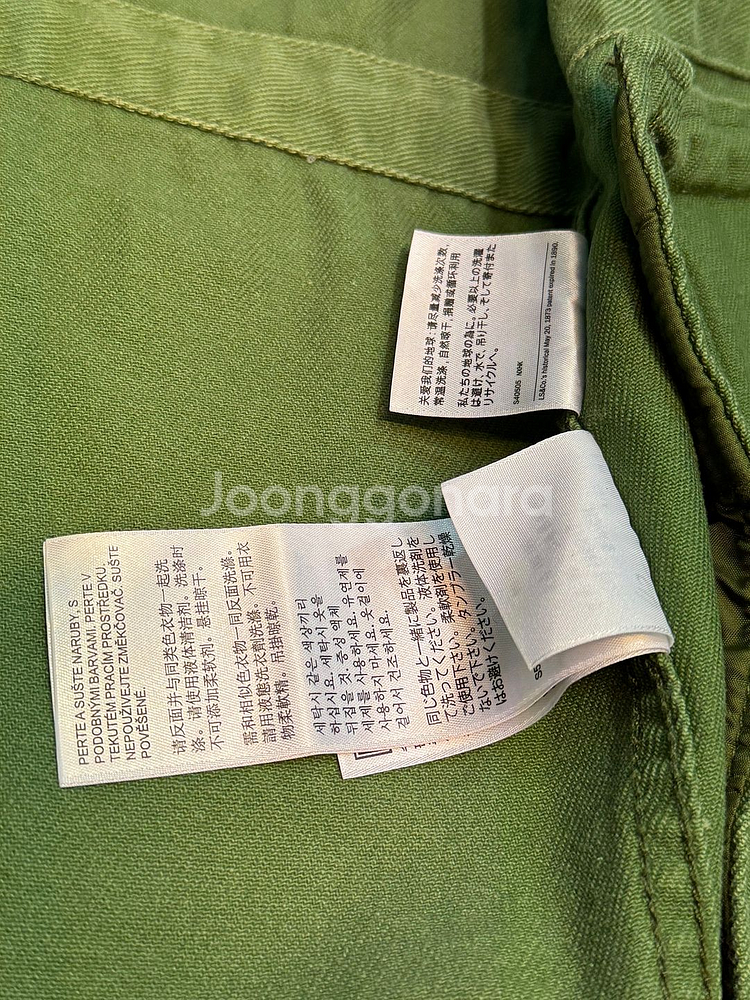 关爱我们的地球:请尽量减少洗涤次数,
常温洗涤,自然晾干,捐赠或循环利用
私たちの地球の為に。必要以上の洗濯
は避け、水で、吊り干し、そして寄付また
リサイクルへ。
S40605 NXHK
LS&Co.'s historical May 20, 1873 patent expired in 1890.
Joonggonara
PERTE A SUŠTE NARUBY, S
PODOBNÝMI BARVAMI. PERTE V
TEKUTÉM PRACÍM PROSTŘEDKU.
NEPOUŽÍVEJTE ZMĚKČOVAČ. SUŠTE
POVĚŠENÉ.
请反面并与同类色衣物一起洗
涤。请使用液体清洁剂。洗涤时
不可添加柔软剂。悬挂晾干。
需和相似色衣物一同反面洗滌。
請用液態洗衣劑洗滌。不可用衣
物柔軟精。吊掛晾乾。
세탁시 같은 색상끼리
하십시요. 세탁시 옷을
뒤집을것. 중성 액체
세제를 사용하세요. 유연제를
사용하지 마세요. 옷걸이에
걸어서 건조하세요.
同じ色物と一緒に製品を裏返し
て洗ってください。液体洗剤を
ご使用下さい。柔軟剤を使用し
ないで下さい。タンブラー乾燥
はお避けください。